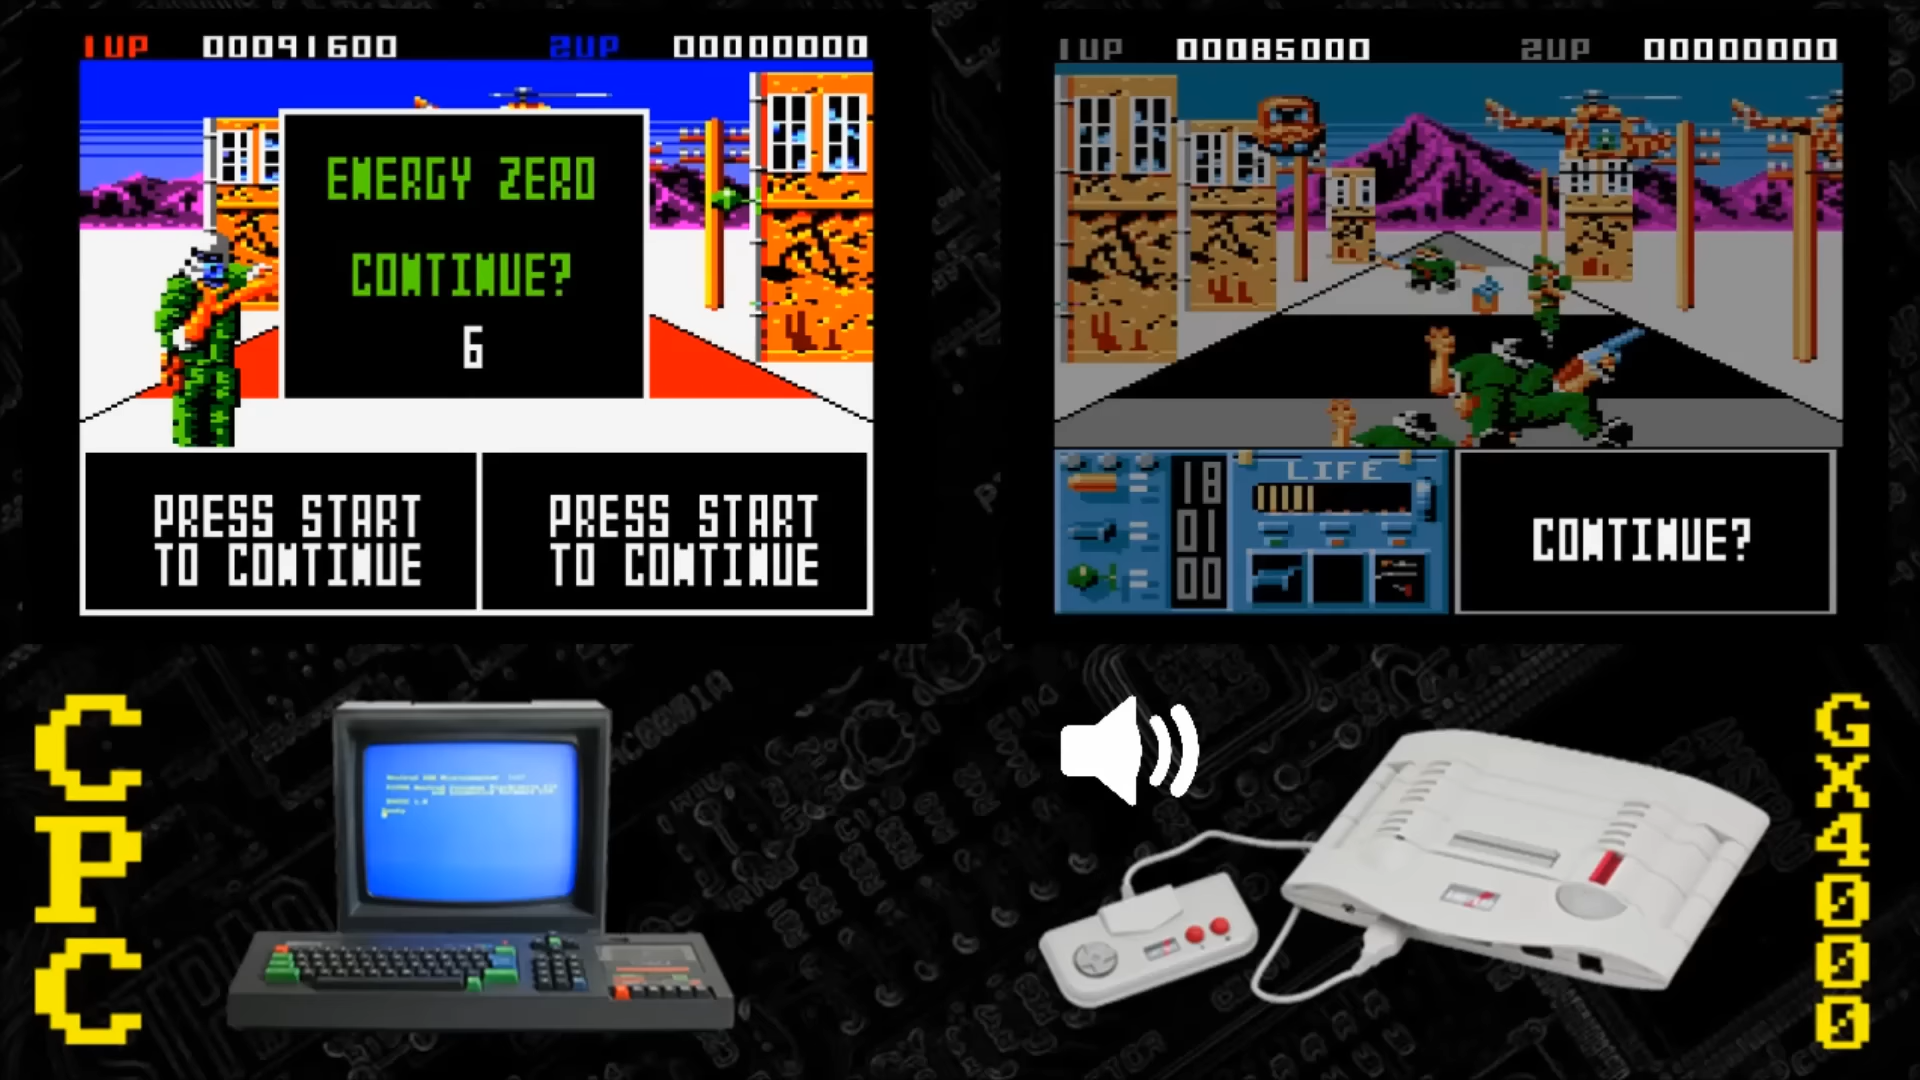 1UP 00091600 2UP 00000000
ENERGY ZERO
CONTINUE?
6
PRESS START
TO CONTINUE
PRESS START
TO CONTINUE
1UP 00085000 2UP 00000000
18
01
00
LIFE
CONTINUE?
CPC
GX4000